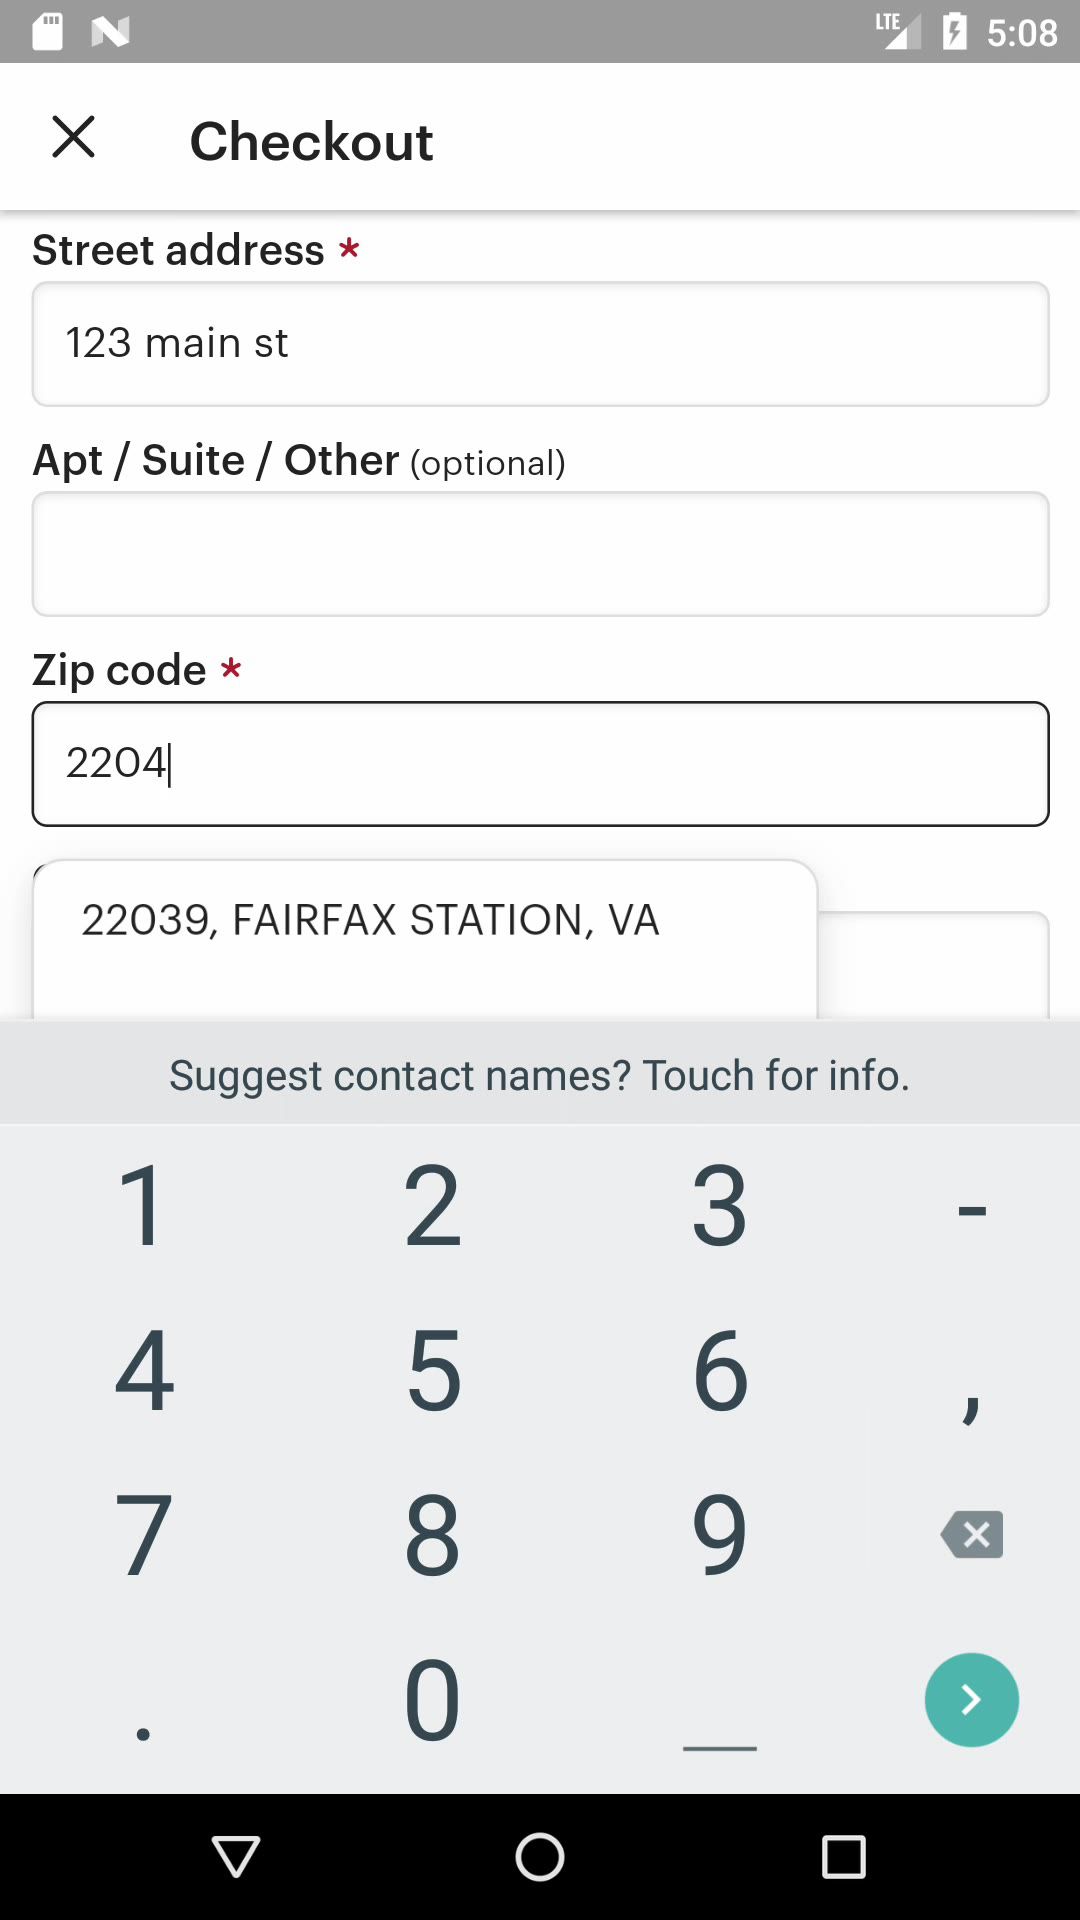 LTE 5:08
Checkout
Street address *
123 main st
Apt / Suite / Other (optional)
Zip code *
2204
22039, FAIRFAX STATION, VA
Suggest contact names? Touch for info.
1 2 3 -
4 5 6 ,
7 8 9
. 0 _